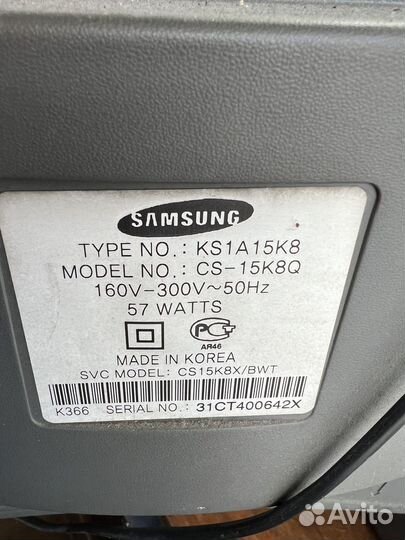 SAMSUNG
TYPE NO.: KS1A15K8
MODEL NO.: CS-15K8Q
160V-300V~50Hz
57 WATTS
PC
АЯ46
MADE IN KOREA
SVC MODEL: CS15K8X/BWT
K366 SERIAL NO.: 31CT400642X
Avito